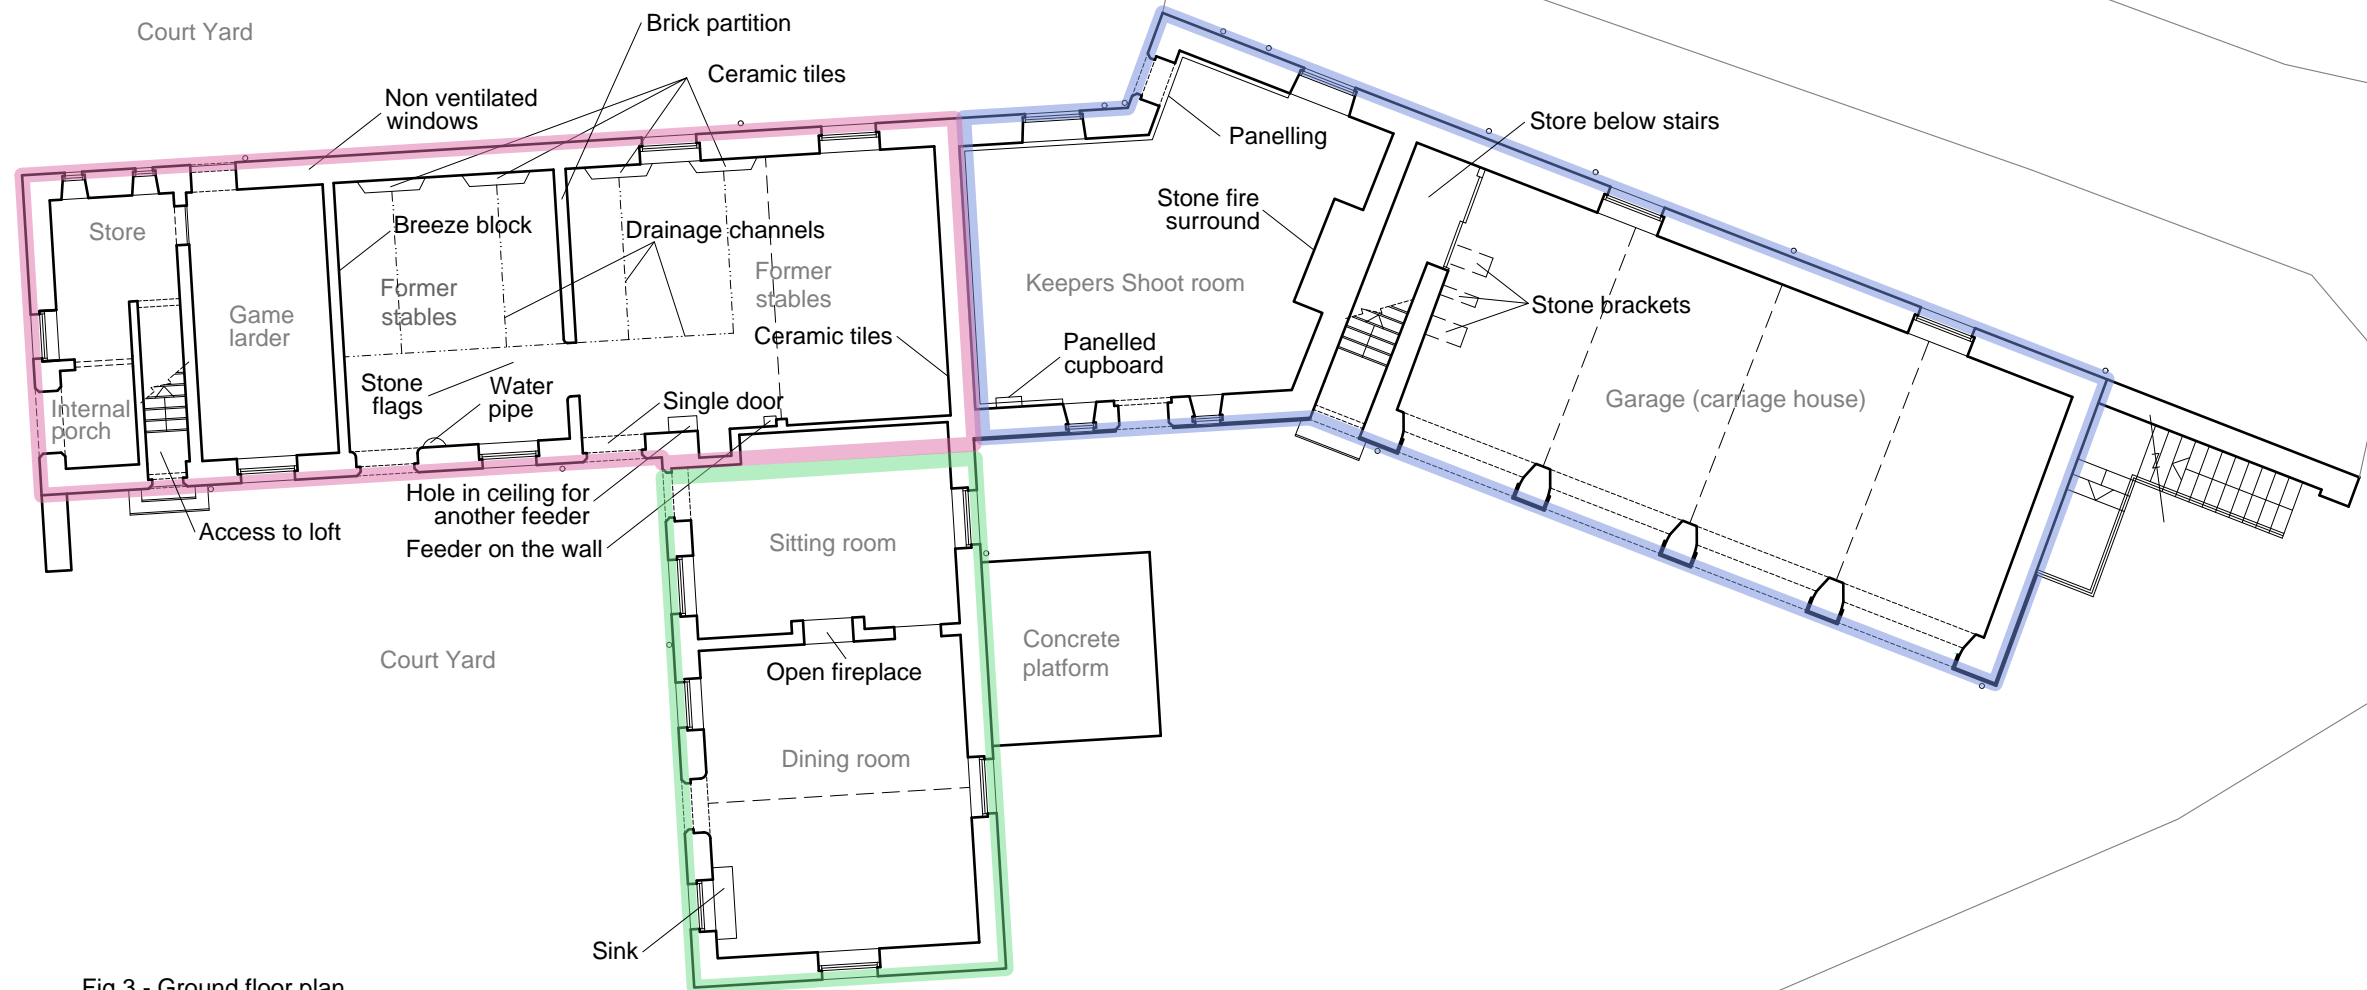 Court Yard
Brick partition
Ceramic tiles
Non ventilated
windows
Store below stairs
Panelling
Stone fire
surround
Store
Breeze block
Drainage channels
Former
stables
Former
stables
Keepers Shoot room
Game
larder
Stone brackets
Ceramic tiles
Panelled
cupboard
Stone
flags
Water
pipe
Single door
Garage (carriage house)
Internal
porch
Hole in ceiling for
another feeder
Feeder on the wall
Access to loft
Sitting room
Court Yard
Open fireplace
Concrete
platform
Dining room
Sink
Fig 3 - Ground floor plan